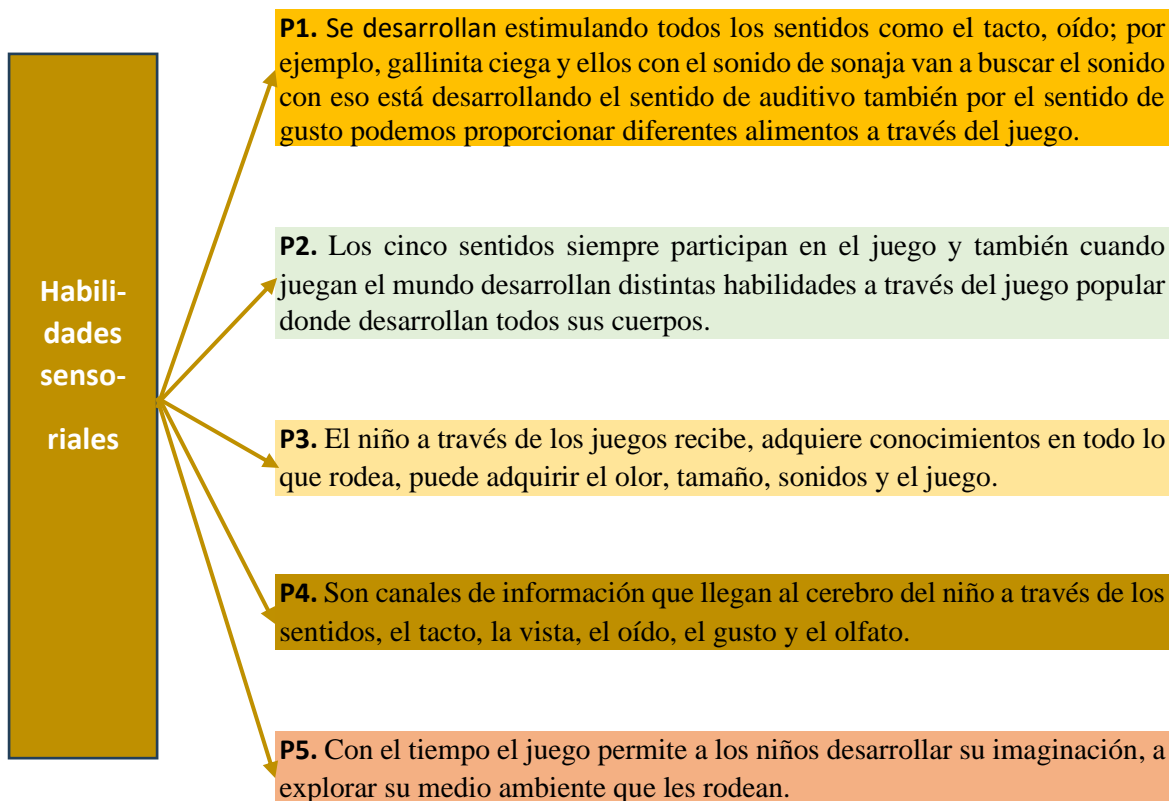 Habili-
dades
senso-
riales
P1. Se desarrollan estimulando todos los sentidos como el tacto, oído; por
ejemplo, gallinita ciega y ellos con el sonido de sonaja van a buscar el sonido
con eso está desarrollando el sentido de auditivo también por el sentido de
gusto podemos proporcionar diferentes alimentos a través del juego.
P2. Los cinco sentidos siempre participan en el juego y también cuando
juegan el mundo desarrollan distintas habilidades a través del juego popular
donde desarrollan todos sus cuerpos.
P3. El niño a través de los juegos recibe, adquiere conocimientos en todo lo
que rodea, puede adquirir el olor, tamaño, sonidos y el juego.
P4. Son canales de información que llegan al cerebro del niño a través de los
sentidos, el tacto, la vista, el oído, el gusto y el olfato.
P5. Con el tiempo el juego permite a los niños desarrollar su imaginación, a
explorar su medio ambiente que les rodean.